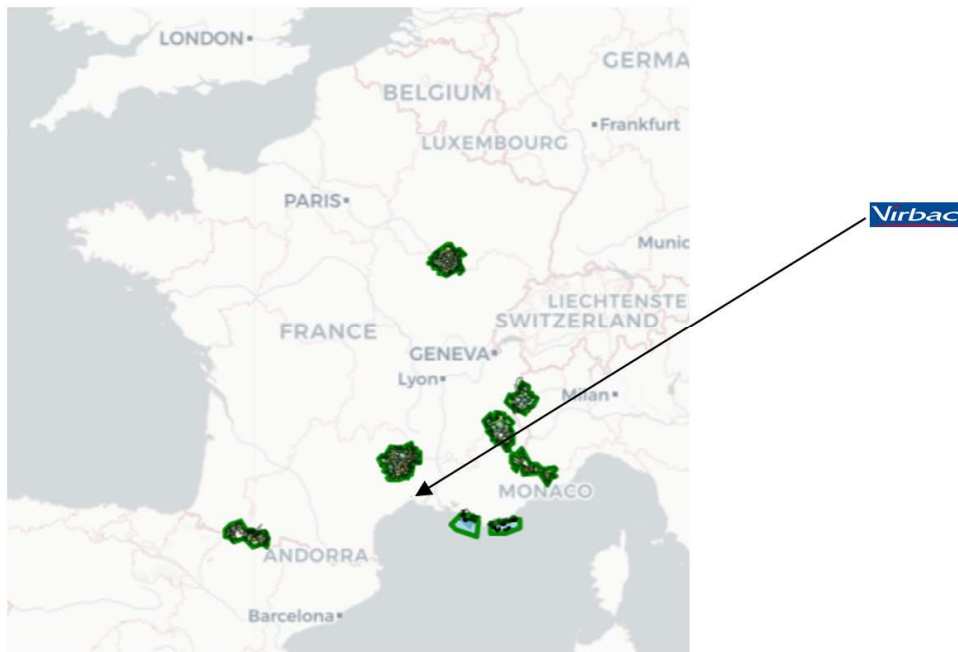 LONDON
GERMA
BELGIUM
Frankfurt
LUXEMBOURG
PARIS
Virbac
Munic
LIECHTENSTE
SWITZERLAND
FRANCE
GENEVA
Lyon
Milan
MONACO
ANDORRA
Barcelona